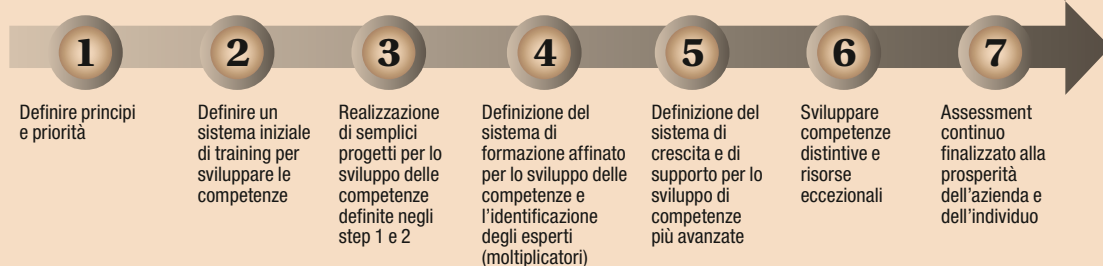 1
Definire principi
e priorità
2
Definire un
sistema iniziale
di training per
sviluppare le
competenze
3
Realizzazione
di semplici
progetti per lo
sviluppo delle
competenze
definite negli
step 1 e 2
4
Definizione del
sistema di
formazione affinato
per lo sviluppo delle
competenze e
l'identificazione
degli esperti
(moltiplicatori)
5
Definizione del
sistema di
crescita e di
supporto per lo
sviluppo di
competenze
più avanzate
6
Sviluppare
competenze
distintive e
risorse
eccezionali
7
Assessment
continuo
finalizzato alla
prosperità
dell'azienda e
dell'individuo